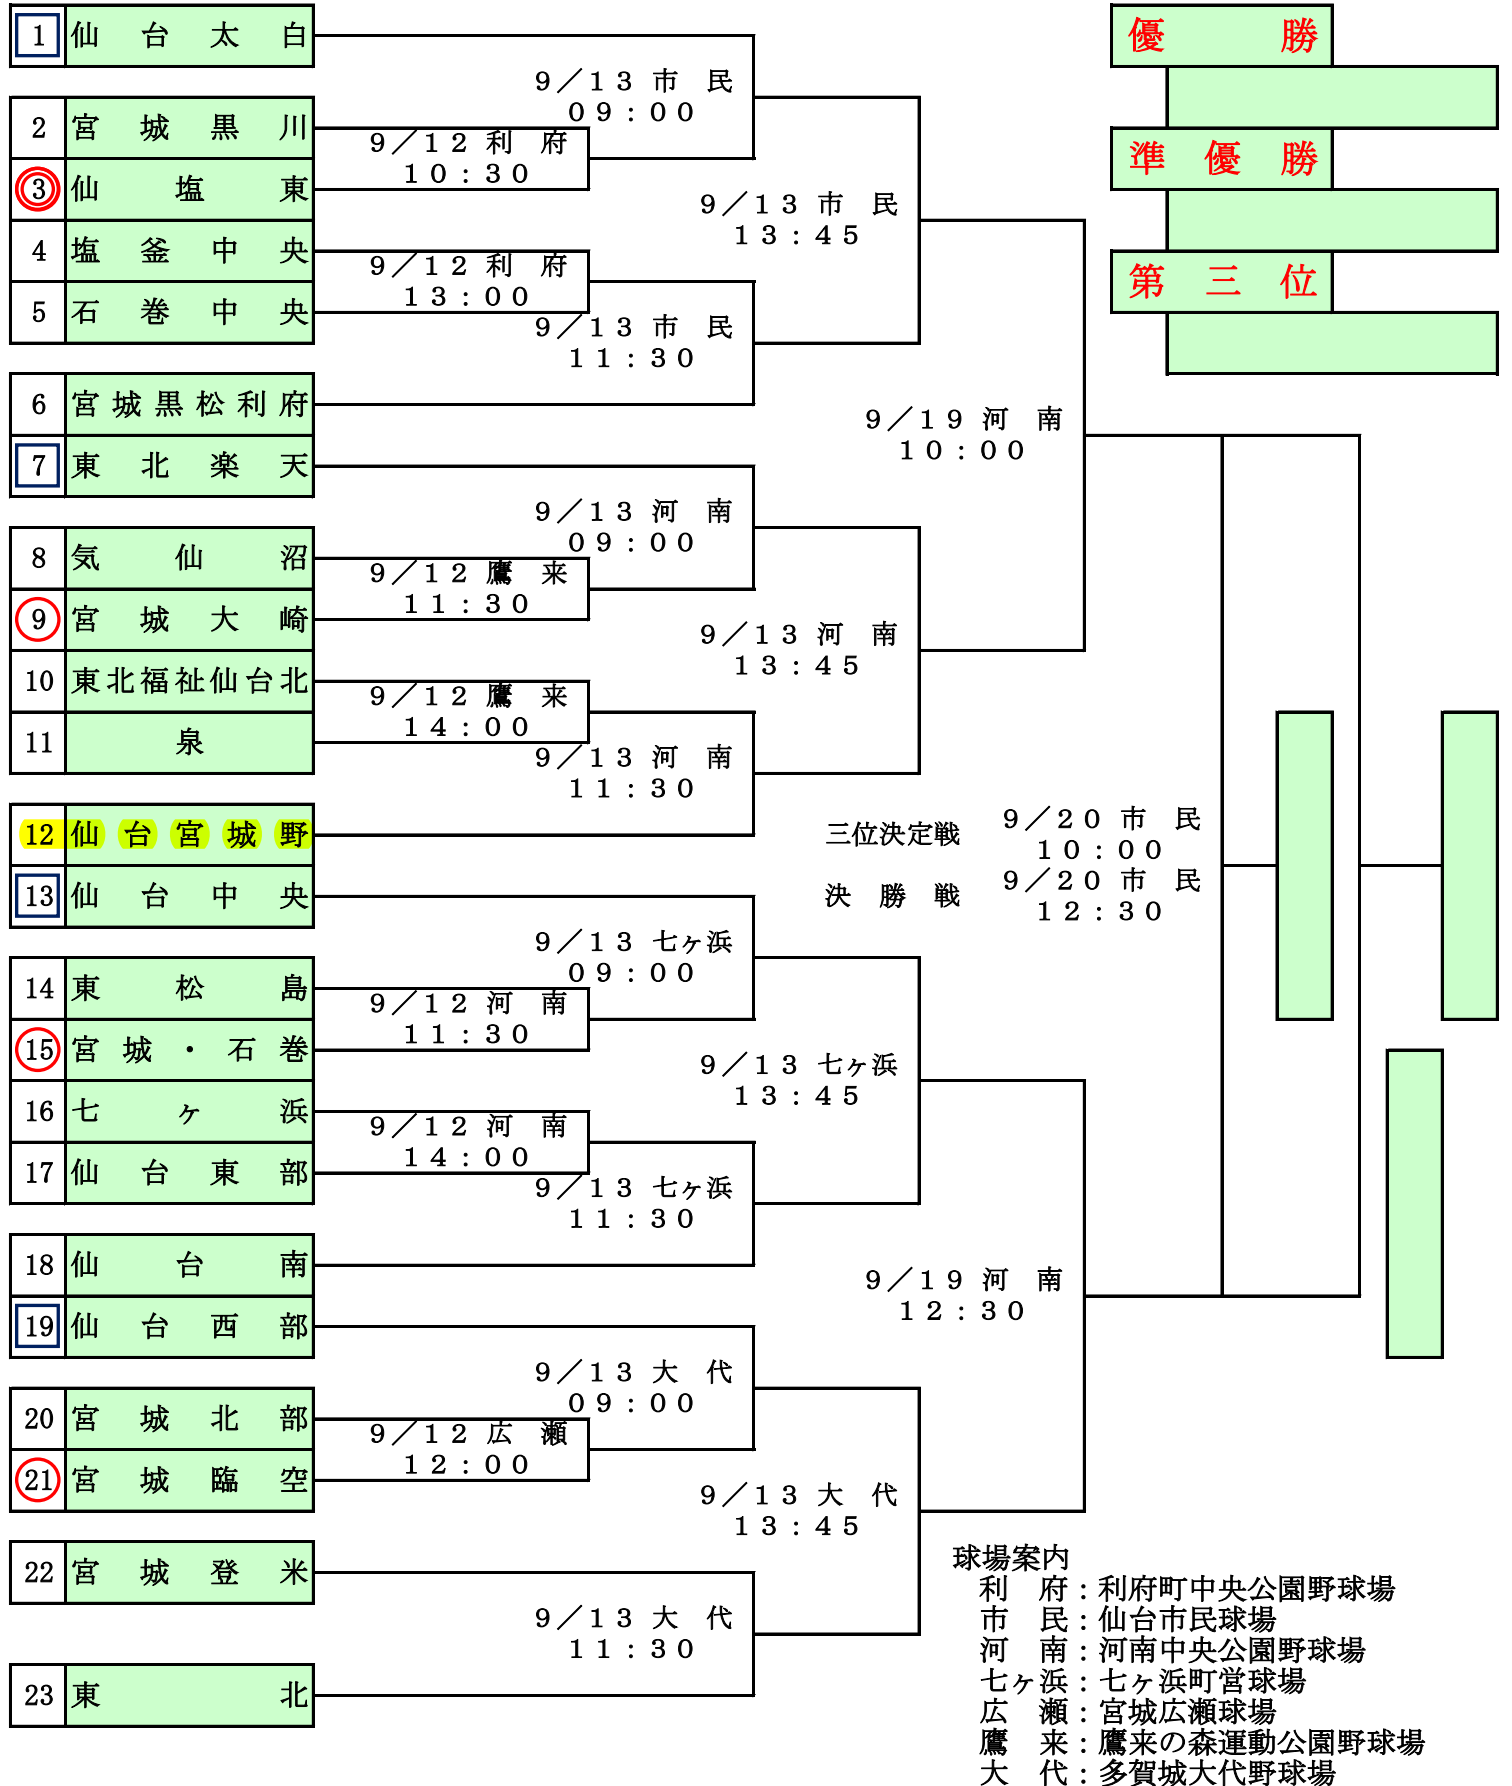 1 仙台太白
2 宮城黒川
3 仙塩東
4 塩釜中央
5 石巻中央
6 宮城黒松利府
7 東北楽天
8 気仙沼
9 宮城大崎
10 東北福祉仙台北
11 泉
12 仙台宮城野
13 仙台中央
14 東松島
15 宮城・石巻
16 七ヶ浜
17 仙台東部
18 仙台南
19 仙台西部
20 宮城北部
21 宮城臨空
22 宮城登米
23 東北
9/12 利府
10:30
9/12 利府
13:00
9/12 鷹来
11:30
9/12 鷹来
14:00
9/12 河南
11:30
9/12 河南
14:00
9/12 広瀬
12:00
9/13 市民
09:00
9/13 市民
11:30
9/13 河南
09:00
9/13 河南
11:30
9/13 七ヶ浜
09:00
9/13 七ヶ浜
11:30
9/13 大代
09:00
9/13 大代
11:30
9/13 市民
13:45
9/13 河南
13:45
9/13 七ヶ浜
13:45
9/13 大代
13:45
9/19 河南
10:00
9/19 河南
12:30
三位決定戦 9/20 市民
10:00
決勝戦 9/20 市民
12:30
優勝
準優勝
第三位
球場案内
利府:利府町中央公園野球場
市民:仙台市民球場
河南:河南中央公園野球場
七ヶ浜:七ヶ浜町営球場
広瀬:宮城広瀬球場
鷹来:鷹来の森運動公園野球場
大代:多賀城大代野球場